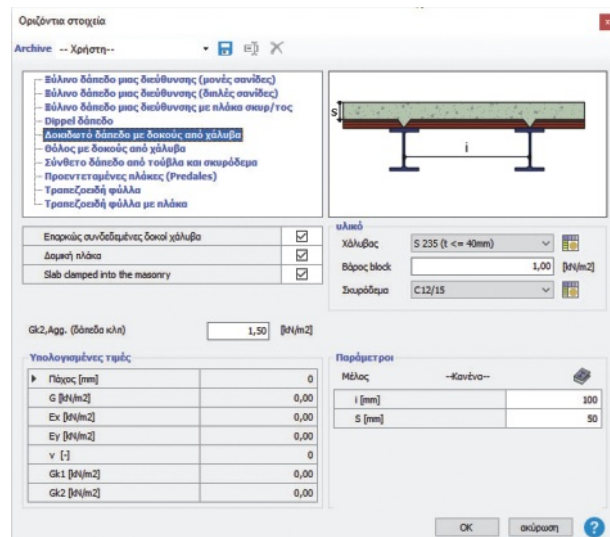 Οριζόντια στοιχεία
x
Archive -- Χρήστη--
Ξύλινο δάπεδο μιας διεύθυνσης (μονές σανίδες)
Ξύλινο δάπεδο μιας διεύθυνσης (διπλές σανίδες)
Ξύλινο δάπεδο μιας διεύθυνσης με πλάκα σκυρ/τος
Dippel δάπεδο
Δοκιδωτό δάπεδο με δοκούς από χάλυβα
Θόλος με δοκούς από χάλυβα
Σύνθετο δάπεδο από τούβλα και σκυρόδεμα
Προεντεταμένες πλάκες (Predales)
Τραπεζοειδή φύλλα
Τραπεζοειδή φύλλα με πλάκα
S
i
Επαρκώς συνδεδεμένες δοκοί χάλυβα
Δομική πλάκα
Slab clamped into the masonry
υλικό
Χάλυβας S 235 (t <= 40mm)
Βάρος block 1,00 [kN/m2]
Σκυρόδεμα C12/15
Gk2,Agg. (δάπεδα κλπ) 1,50 [kN/m2]
Υπολογισμένες τιμές
Πάχος [mm] 0
G [kN/m2] 0,00
Ex [kN/m2] 0,00
Ey [kN/m2] 0,00
v [-] 0
Gk1 [kN/m2] 0,00
Gk2 [kN/m2] 0,00
Παράμετροι
Μέλος --Κανένα--
i [mm] 100
S [mm] 50
OK ακύρωση ?